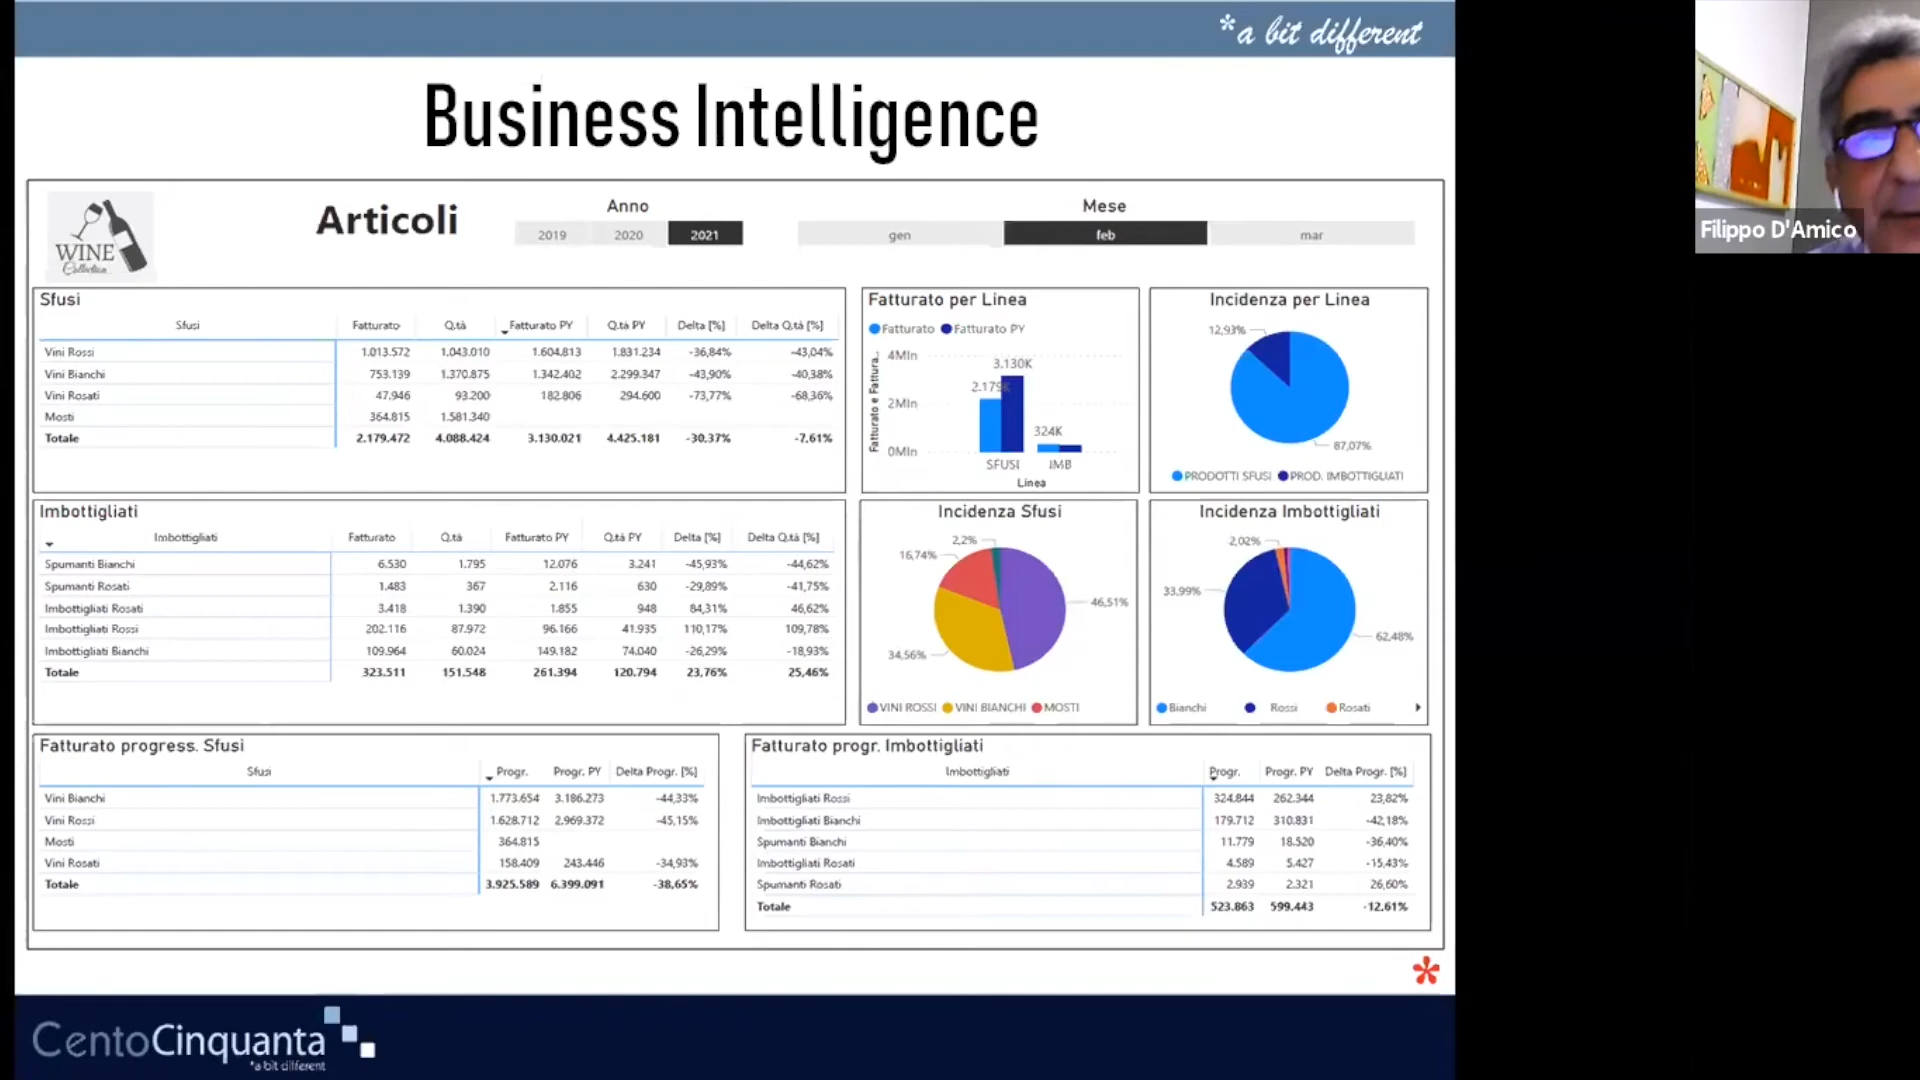 *a bit different
Business Intelligence
WINE
Collection
Articoli
Anno
2019 2020 2021
Mese
gen feb mar
Sfusi
Sfusi Fatturato Q.tà Fatturato PY Q.tà PY Delta [%] Delta Q.tà [%]
Vini Rossi 1.013.572 1.043.010 1.604.813 1.831.234 -36,84% -43,04%
Vini Bianchi 753.139 1.370.875 1.342.402 2.299.347 -43,90% -40,38%
Vini Rosati 47.946 93.200 182.806 294.600 -73,77% -68,36%
Mosti 364.815 1.581.340
Totale 2.179.472 4.088.424 3.130.021 4.425.181 -30,37% -7,61%
Fatturato per Linea
Fatturato Fatturato PY
Fatturato e Fattura...
4Mln
2Mln
0Mln
3.130K
2.179K
324K
SFUSI IMB
Linea
Incidenza per Linea
12,93%
87,07%
PRODOTTI SFUSI PROD. IMBOTTIGLIATI
Imbottigliati
Imbottigliati Fatturato Q.tà Fatturato PY Q.tà PY Delta [%] Delta Q.tà [%]
Spumanti Bianchi 6.530 1.795 12.076 3.241 -45,93% -44,62%
Spumanti Rosati 1.483 367 2.116 630 -29,89% -41,75%
Imbottigliati Rosati 3.418 1.390 1.855 948 84,31% 46,62%
Imbottigliati Rossi 202.116 87.972 96.166 41.935 110,17% 109,78%
Imbottigliati Bianchi 109.964 60.024 149.182 74.040 -26,29% -18,93%
Totale 323.511 151.548 261.394 120.794 23,76% 25,46%
Incidenza Sfusi
2,2%
16,74%
46,51%
34,56%
VINI ROSSI VINI BIANCHI MOSTI
Incidenza Imbottigliati
2,02%
33,99%
62,48%
Bianchi Rossi Rosati
Fatturato progress. Sfusi
Sfusi Progr. Progr. PY Delta Progr. [%]
Vini Bianchi 1.773.654 3.186.273 -44,33%
Vini Rossi 1.628.712 2.969.372 -45,15%
Mosti 364.815
Vini Rosati 158.409 243.446 -34,93%
Totale 3.925.589 6.399.091 -38,65%
Fatturato progr. Imbottigliati
Imbottigliati Progr. Progr. PY Delta Progr. [%]
Imbottigliati Rossi 324.844 262.344 23,82%
Imbottigliati Bianchi 179.712 310.831 -42,18%
Spumanti Bianchi 11.779 18.520 -36,40%
Imbottigliati Rosati 4.589 5.427 -15,43%
Spumanti Rosati 2.939 2.321 26,60%
Totale 523.863 599.443 -12,61%
*
CentoCinquanta
*a bit different
Filippo D'Amico